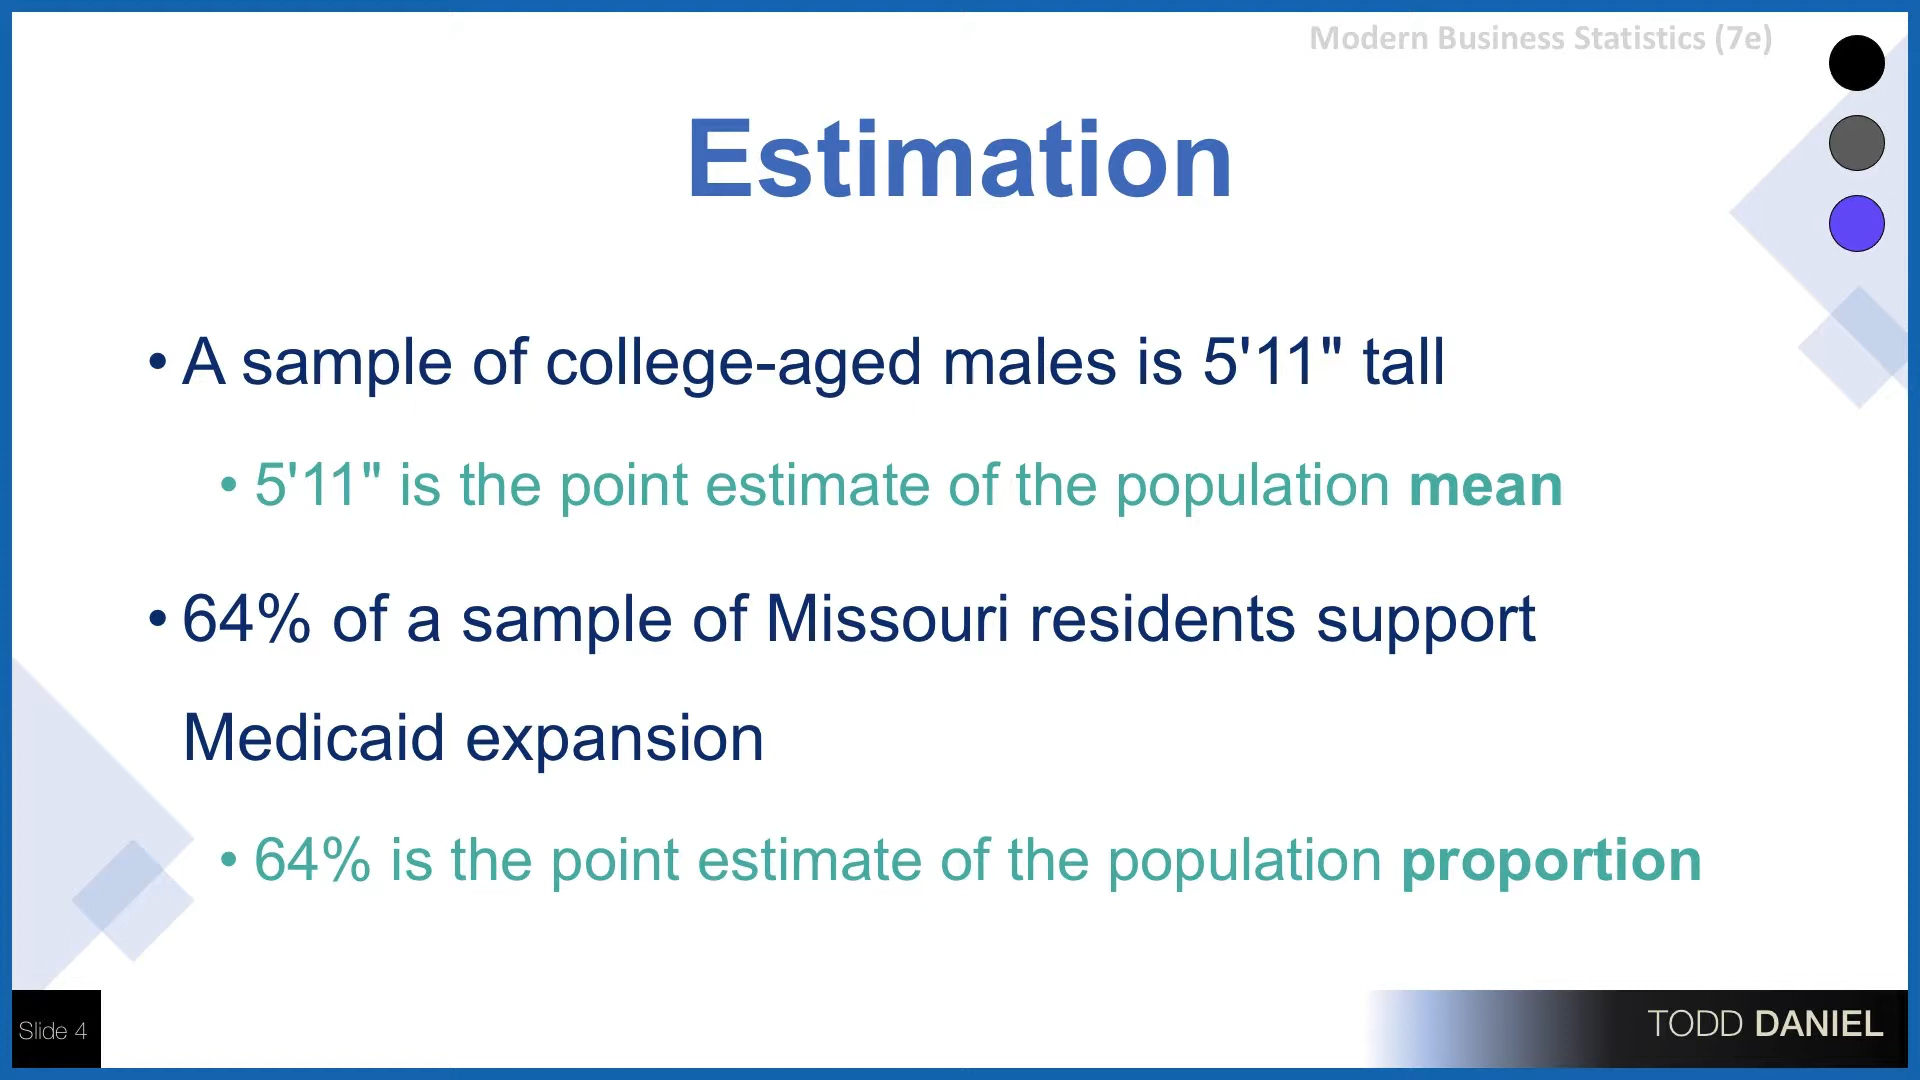 Modern Business Statistics (7e)
Estimation
• A sample of college-aged males is 5'11" tall
• 5'11" is the point estimate of the population mean
• 64% of a sample of Missouri residents support
Medicaid expansion
• 64% is the point estimate of the population proportion
Slide 4
TODD DANIEL